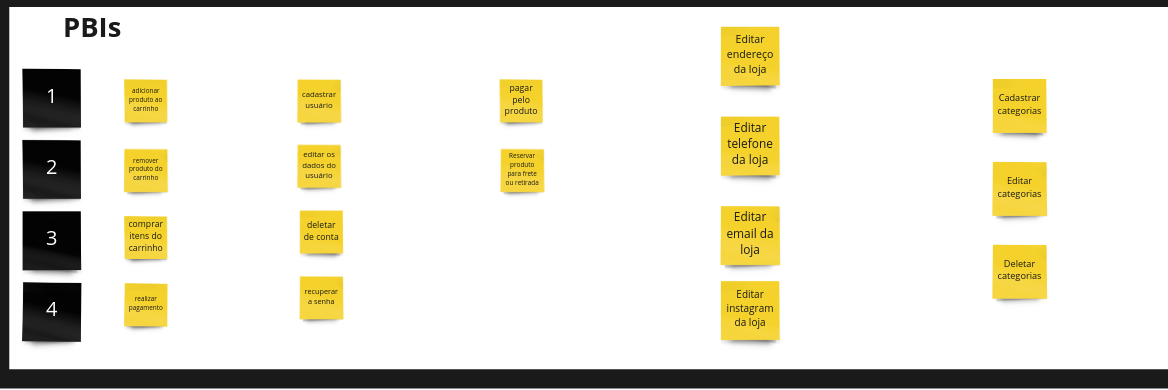 PBIs
1
2
3
4
adicionar
produto ao
carrinho
remover
produto do
carrinho
comprar
itens do
carrinho
realizar
pagamento
cadastrar
usuário
editar os
dados do
usuário
deletar
de conta
recuperar
a senha
pagar
pelo
produto
Reservar
produto
para frete
ou retirada
Editar
endereço
da loja
Editar
telefone
da loja
Editar
email da
loja
Editar
instagram
da loja
Cadastrar
categorias
Editar
categorias
Deletar
categorias